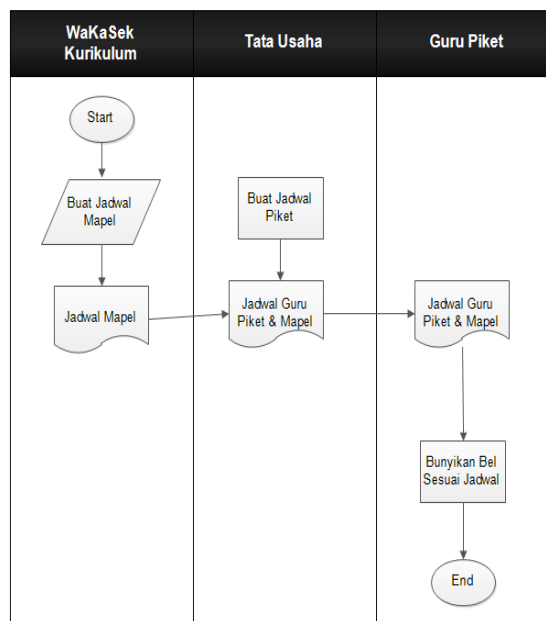 WaKaSek
Kurikulum
Tata Usaha
Guru Piket
Start
Buat Jadwal
Mapel
Buat Jadwal
Piket
Jadwal Mapel
Jadwal Guru
Piket & Mapel
Jadwal Guru
Piket & Mapel
Bunyikan Bel
Sesuai Jadwal
End